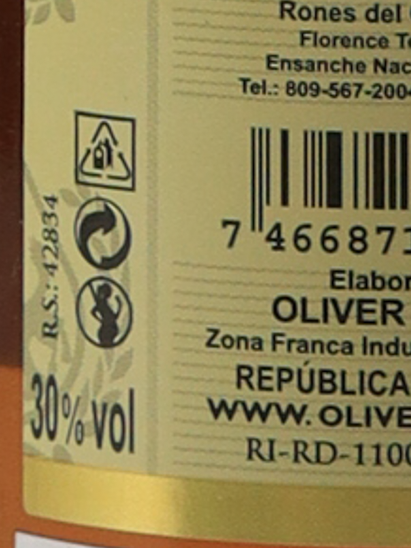 Rones del
Florence
Ensanche Nac
Tel.: 809-567-200
7 466873
Elabor
OLIVER
Zona Franca Indu
REPÚBLICA
WWW.OLIVE
RI-RD-1100
R.S.: 42834
30% vol